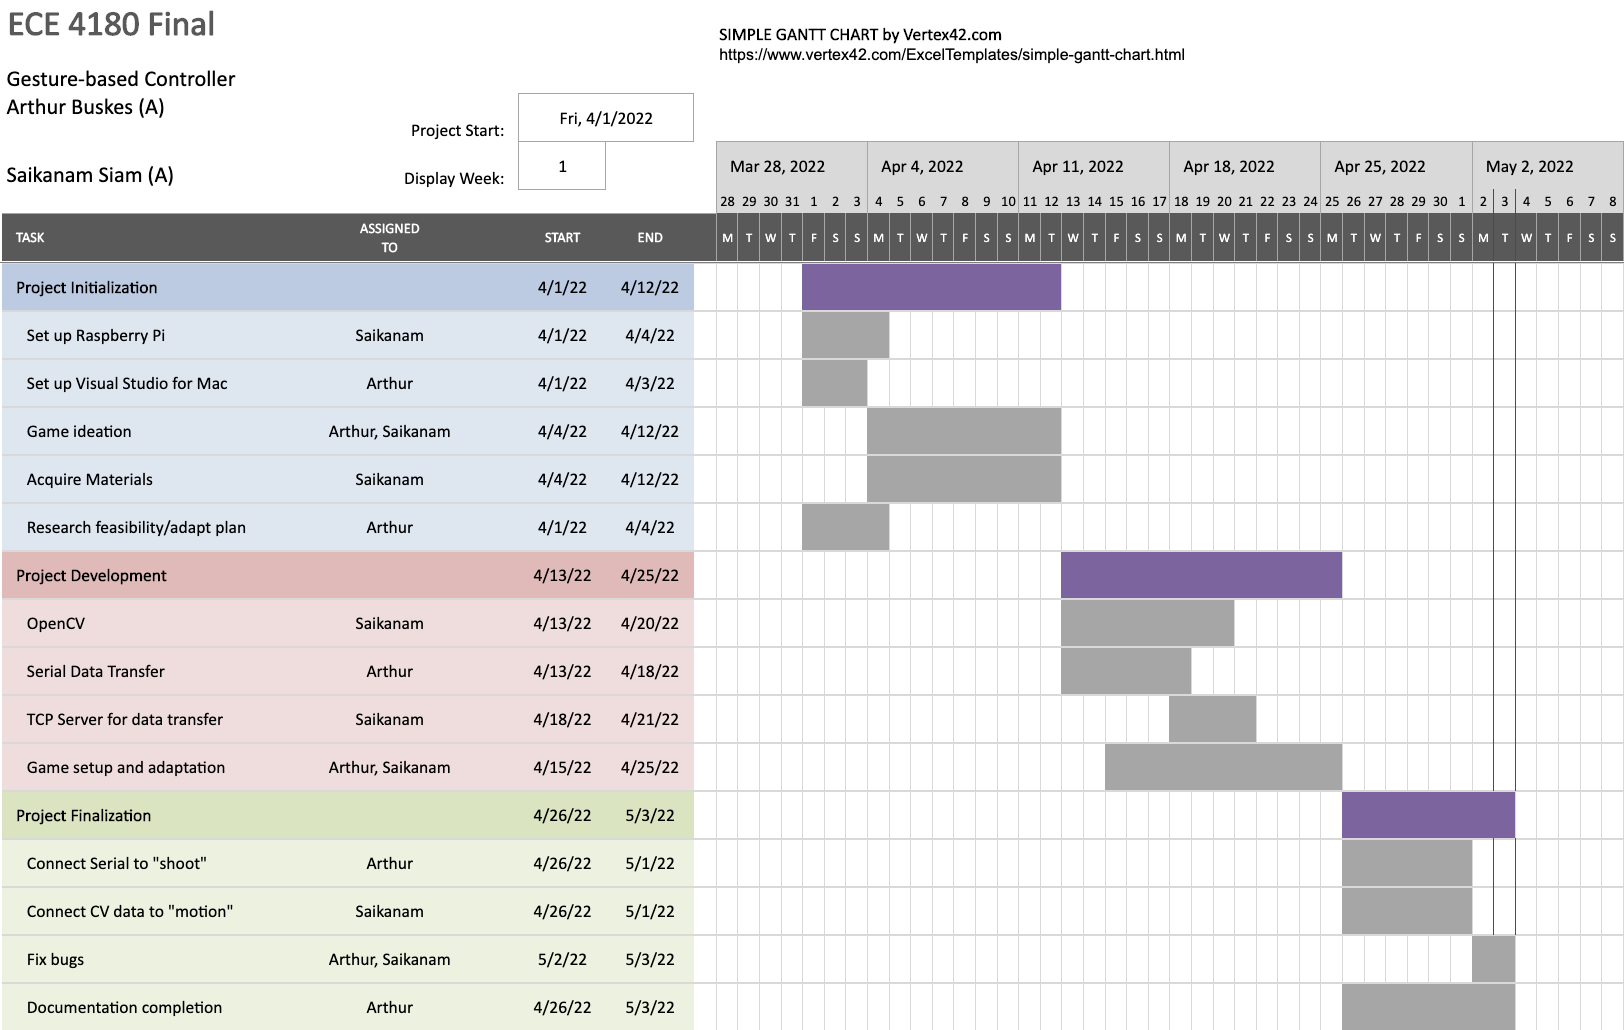 ECE 4180 Final
SIMPLE GANTT CHART by Vertex42.com
https://www.vertex42.com/ExcelTemplates/simple-gantt-chart.html
Gesture-based Controller
Arthur Buskes (A)
Project Start: Fri, 4/1/2022
Saikanam Siam (A)
Display Week: 1
Mar 28, 2022 Apr 4, 2022 Apr 11, 2022 Apr 18, 2022 Apr 25, 2022 May 2, 2022
28 29 30 31 1 2 3 4 5 6 7 8 9 10 11 12 13 14 15 16 17 18 19 20 21 22 23 24 25 26 27 28 29 30 1 2 3 4 5 6 7 8
TASK ASSIGNED TO START END M T W T F S S M T W T F S S M T W T F S S M T W T F S S M T W T F S S M T W T F S S
Project Initialization 4/1/22 4/12/22
Set up Raspberry Pi Saikanam 4/1/22 4/4/22
Set up Visual Studio for Mac Arthur 4/1/22 4/3/22
Game ideation Arthur, Saikanam 4/4/22 4/12/22
Acquire Materials Saikanam 4/4/22 4/12/22
Research feasibility/adapt plan Arthur 4/1/22 4/4/22
Project Development 4/13/22 4/25/22
OpenCV Saikanam 4/13/22 4/20/22
Serial Data Transfer Arthur 4/13/22 4/18/22
TCP Server for data transfer Saikanam 4/18/22 4/21/22
Game setup and adaptation Arthur, Saikanam 4/15/22 4/25/22
Project Finalization 4/26/22 5/3/22
Connect Serial to "shoot" Arthur 4/26/22 5/1/22
Connect CV data to "motion" Saikanam 4/26/22 5/1/22
Fix bugs Arthur, Saikanam 5/2/22 5/3/22
Documentation completion Arthur 4/26/22 5/3/22